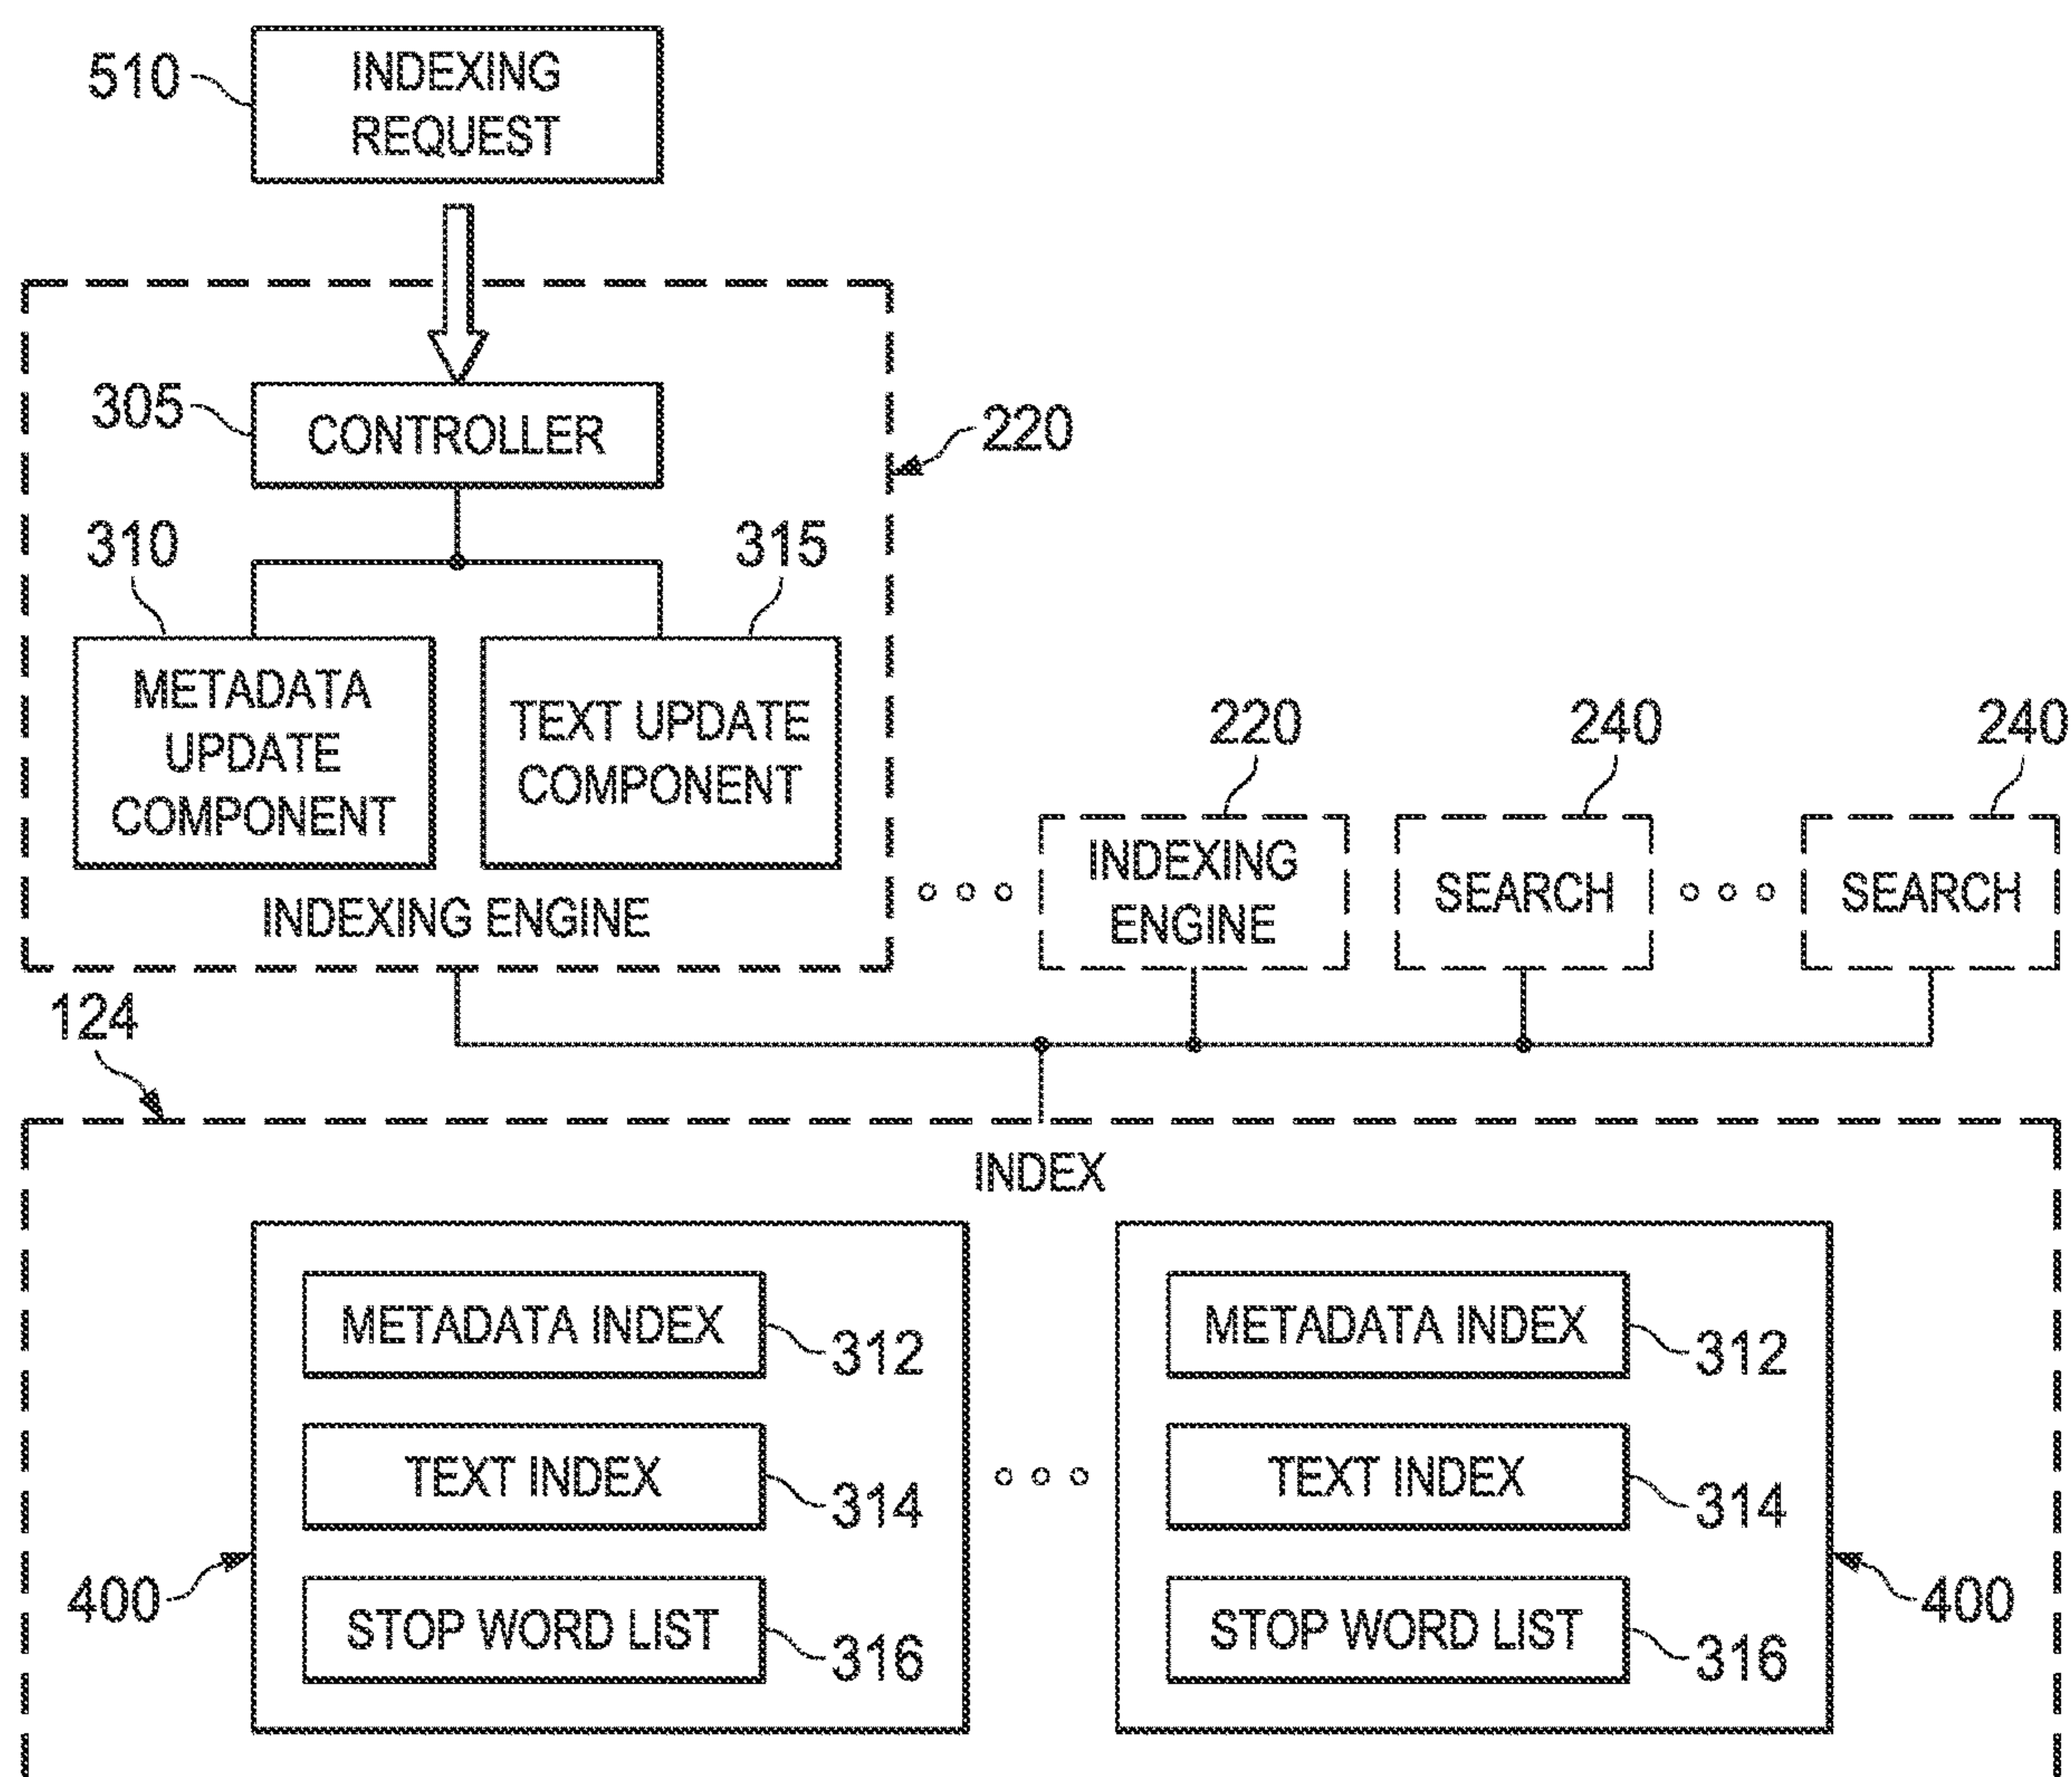 510
INDEXING
REQUEST
305
CONTROLLER
220
310
315
METADATA
UPDATE
COMPONENT
TEXT UPDATE
COMPONENT
INDEXING ENGINE
220
INDEXING
ENGINE
240
SEARCH
240
SEARCH
124
INDEX
METADATA INDEX
312
TEXT INDEX
314
STOP WORD LIST
316
400
METADATA INDEX
312
TEXT INDEX
314
STOP WORD LIST
316
400